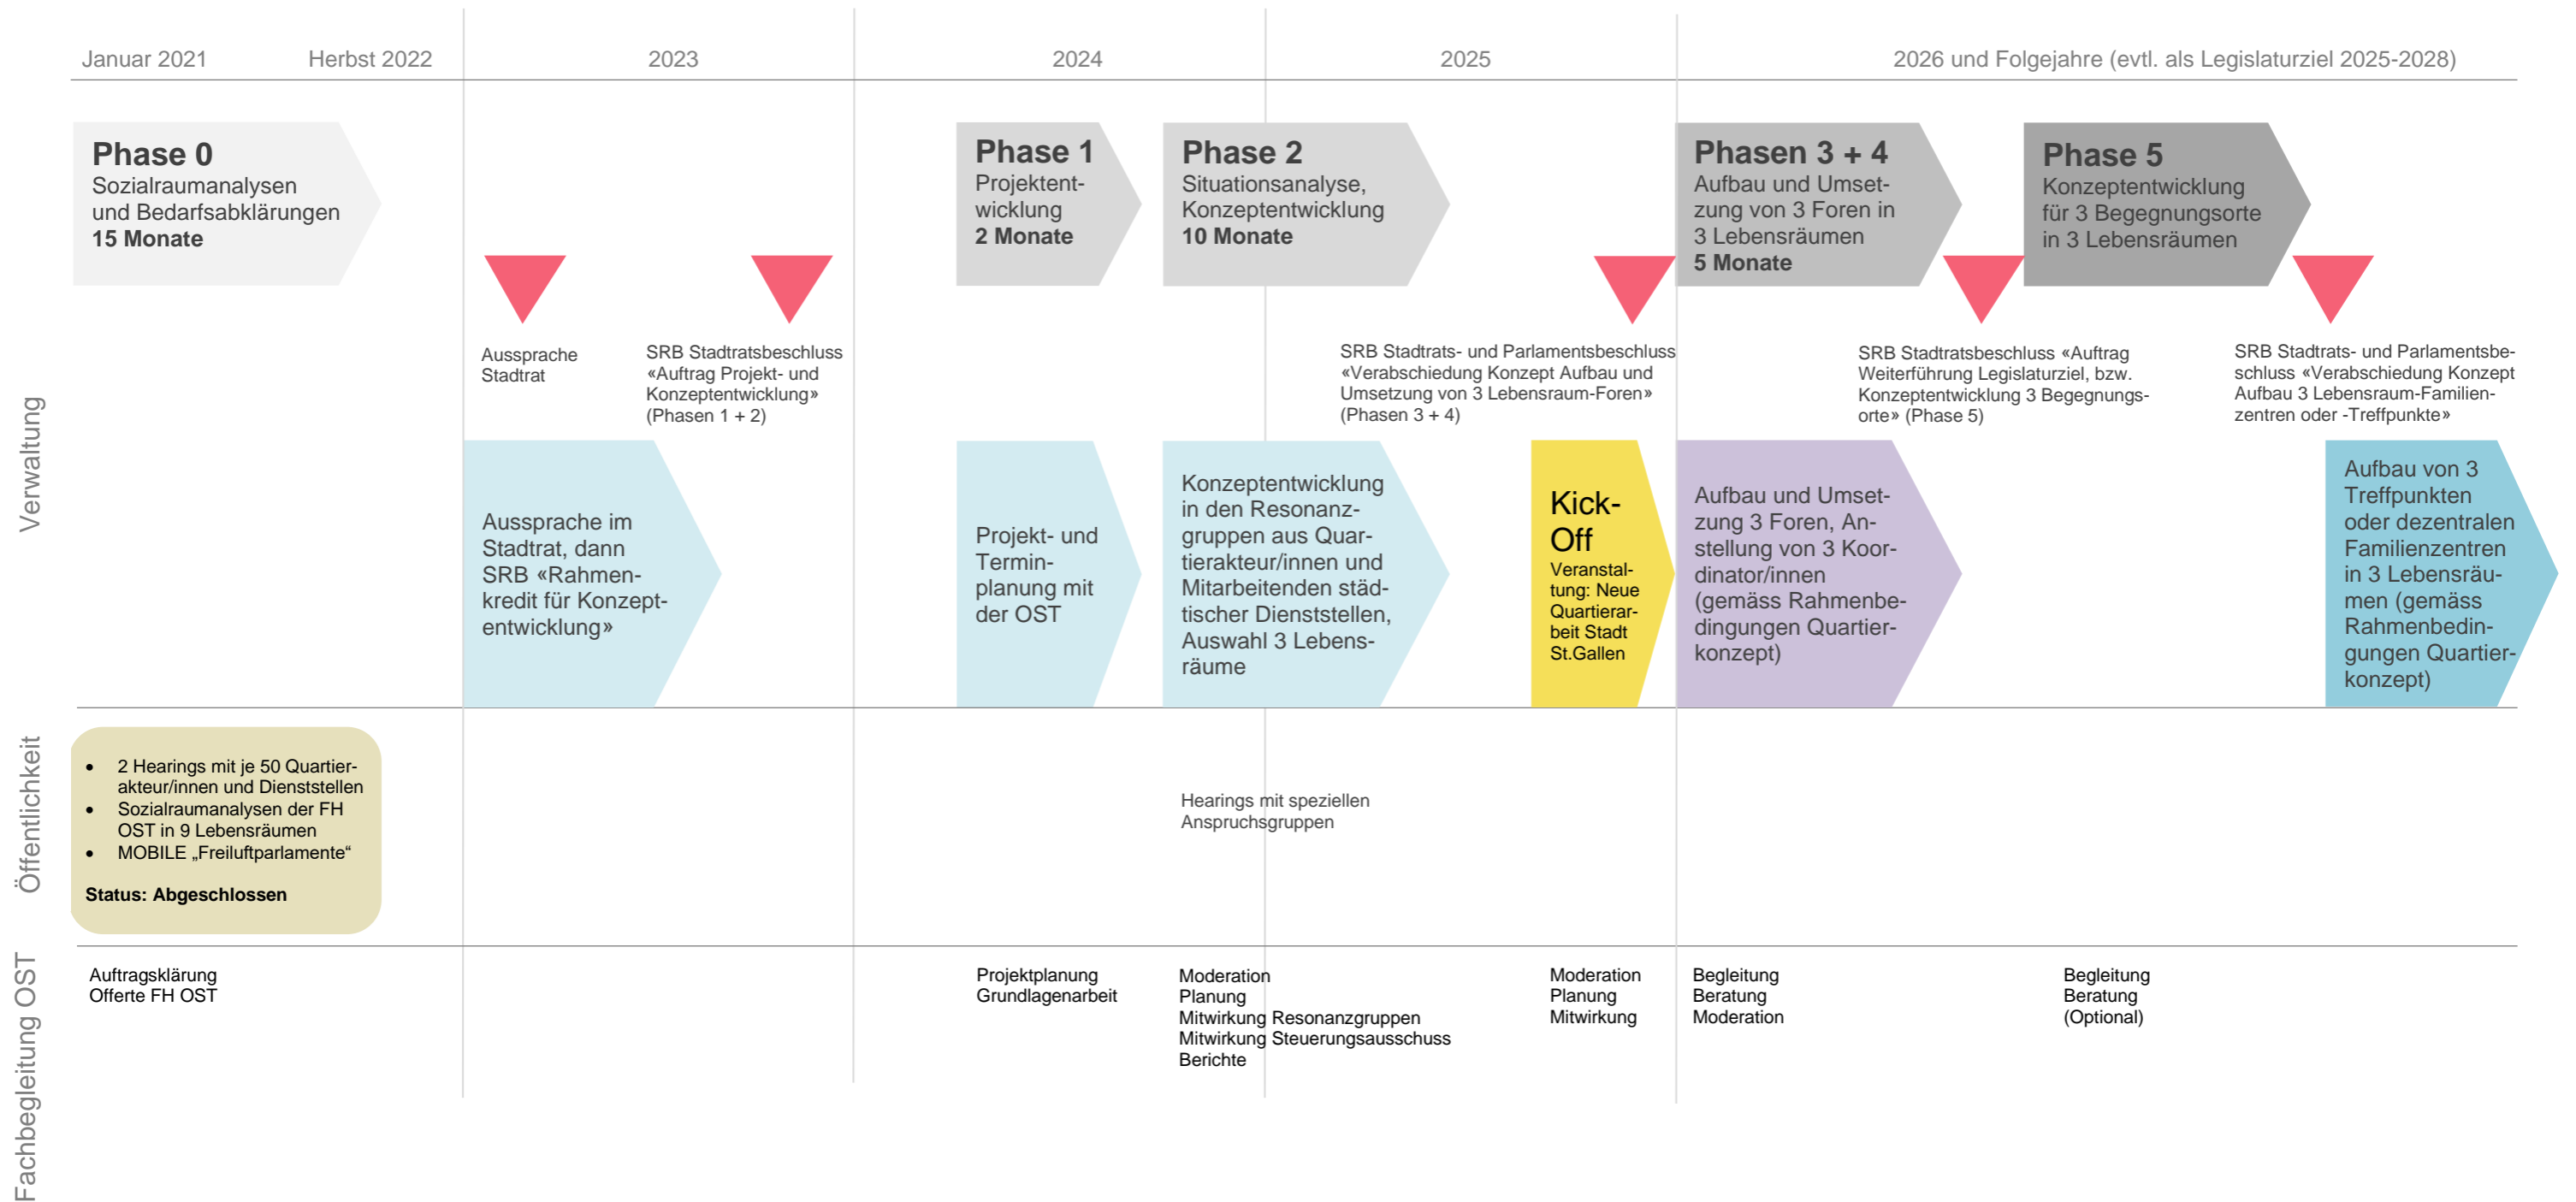 Januar 2021
Herbst 2022
2023
2024
2025
2026 und Folgejahre (evtl. als Legislaturziel 2025-2028)
Verwaltung
Phase 0
Sozialraumanalysen
und Bedarfsabklärungen
15 Monate
Phase 1
Projektent-
wicklung
2 Monate
Phase 2
Situationsanalyse,
Konzeptentwicklung
10 Monate
Phasen 3 + 4
Aufbau und Umset-
zung von 3 Foren in
3 Lebensräumen
5 Monate
Phase 5
Konzeptentwicklung
für 3 Begegnungsorte
in 3 Lebensräumen
Aussprache
Stadtrat
SRB Stadtratsbeschluss
«Auftrag Projekt- und
Konzeptentwicklung»
(Phasen 1 + 2)
SRB Stadtrats- und Parlamentsbeschluss
«Verabschiedung Konzept Aufbau und
Umsetzung von 3 Lebensraum-Foren»
(Phasen 3 + 4)
SRB Stadtratsbeschluss «Auftrag
Weiterführung Legislaturziel, bzw.
Konzeptentwicklung 3 Begegnungs-
orte» (Phase 5)
SRB Stadtrats- und Parlamentsbe-
schluss «Verabschiedung Konzept
Aufbau 3 Lebensraum-Familien-
zentren oder -Treffpunkte»
Aussprache im
Stadtrat, dann
SRB «Rahmen-
kredit für Konzept-
entwicklung»
Projekt- und
Termin-
planung mit
der OST
Konzeptentwicklung
in den Resonanz-
gruppen aus Quar-
tierakteur/innen und
Mitarbeitenden städ-
tischer Dienststellen,
Auswahl 3 Lebens-
räume
Kick-
Off
Veranstal-
tung: Neue
Quartierar-
beit Stadt
St.Gallen
Aufbau und Umset-
zung 3 Foren, An-
stellung von 3 Koor-
dinator/innen
(gemäss Rahmenbe-
dingungen Quartier-
konzept)
Aufbau von 3
Treffpunkten
oder dezentralen
Familienzentren
in 3 Lebensräu-
men (gemäss
Rahmenbedin-
gungen Quartier-
konzept)
Öffentlichkeit
• 2 Hearings mit je 50 Quartier-
akteur/innen und Dienststellen
• Sozialraumanalysen der FH
OST in 9 Lebensräumen
• MOBILE „Freiluftparlamente“
Status: Abgeschlossen
Hearings mit speziellen
Anspruchsgruppen
Fachbegleitung OST
Auftragsklärung
Offerte FH OST
Projektplanung
Grundlagenarbeit
Moderation
Planung
Mitwirkung Resonanzgruppen
Mitwirkung Steuerungsausschuss
Berichte
Moderation
Planung
Mitwirkung
Begleitung
Beratung
Moderation
Begleitung
Beratung
(Optional)